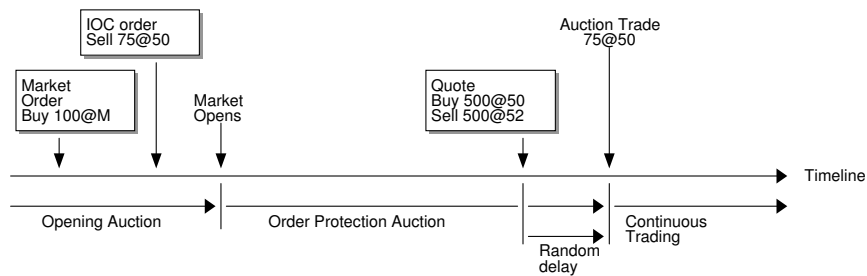 IOC order
Sell 75@50
Auction Trade
75@50
Market
Order
Buy 100@M
Market
Opens
Quote
Buy 500@50
Sell 500@52
Timeline
Opening Auction
Order Protection Auction
Continuous
Trading
Random
delay